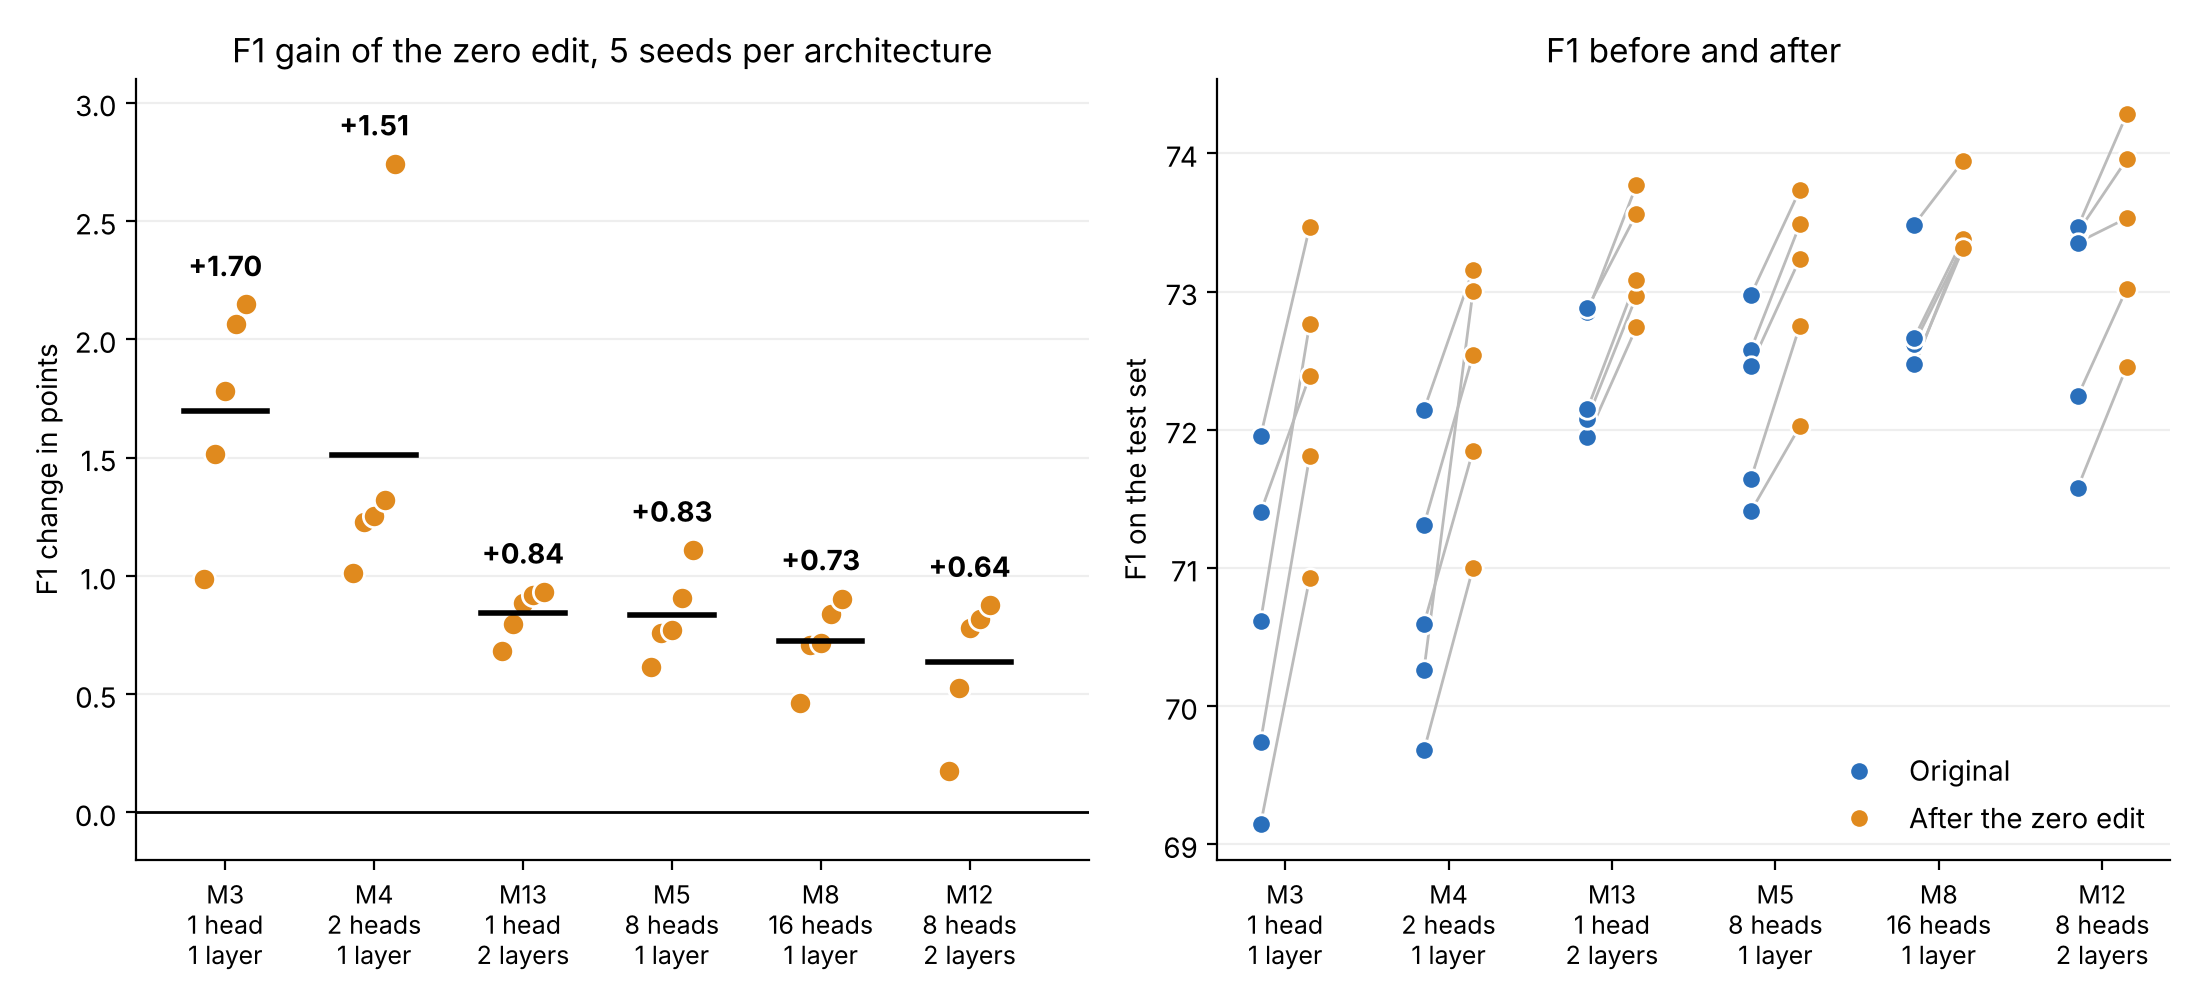 F1 gain of the zero edit, 5 seeds per architecture
F1 change in points
3.0
2.5
2.0
1.5
1.0
0.5
0.0
+1.70
+1.51
+0.84
+0.83
+0.73
+0.64
M3
1 head
1 layer
M4
2 heads
1 layer
M13
1 head
2 layers
M5
8 heads
1 layer
M8
16 heads
1 layer
M12
8 heads
2 layers
F1 before and after
F1 on the test set
74
73
72
71
70
69
Original
After the zero edit
M3
1 head
1 layer
M4
2 heads
1 layer
M13
1 head
2 layers
M5
8 heads
1 layer
M8
16 heads
1 layer
M12
8 heads
2 layers